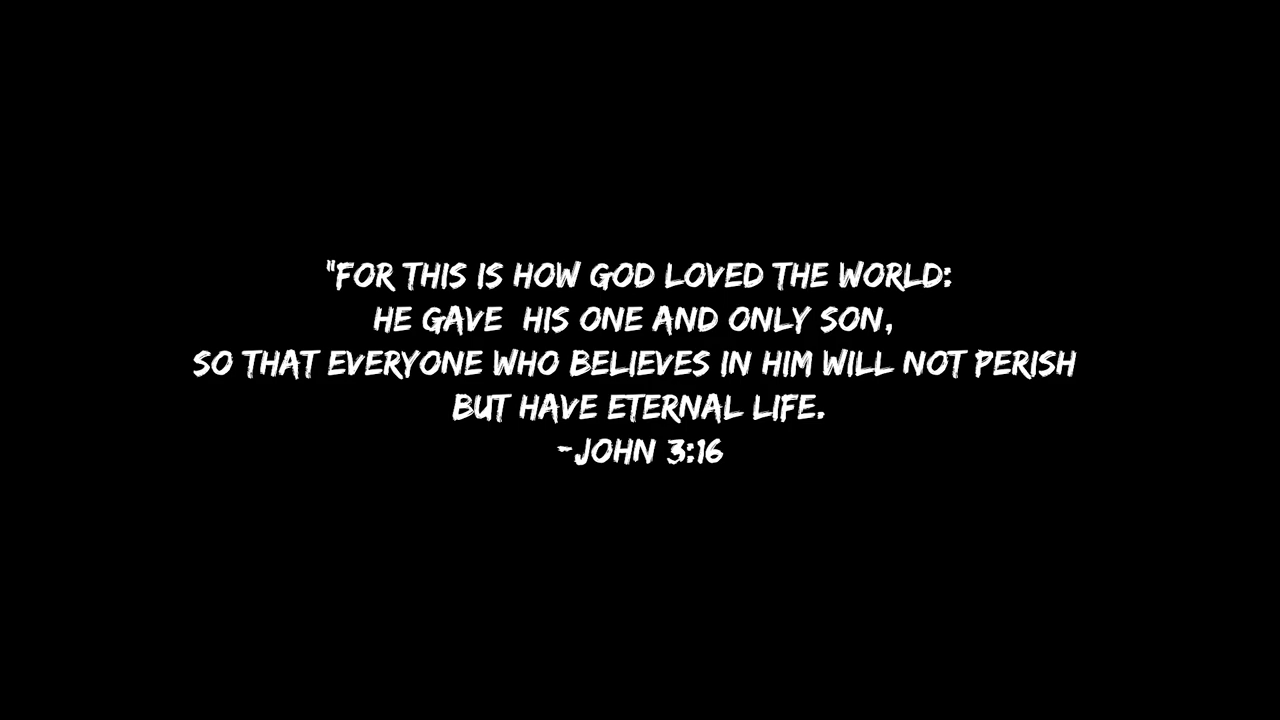 "FOR THIS IS HOW GOD LOVED THE WORLD:
HE GAVE  HIS ONE AND ONLY SON,
SO THAT EVERYONE WHO BELIEVES IN HIM WILL NOT PERISH
BUT HAVE ETERNAL LIFE.
-JOHN 3:16